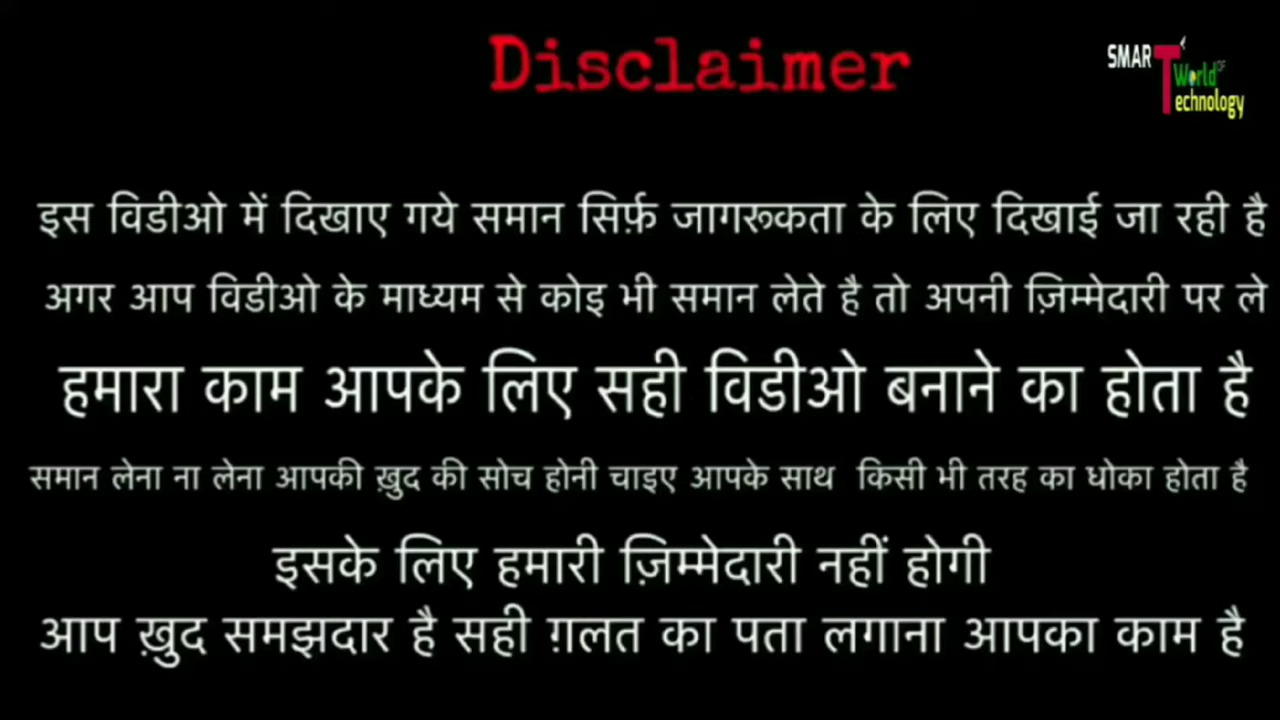 Disclaimer
SMART World OF Technology
इस विडीओ में दिखाए गये समान सिर्फ़ जागरूकता के लिए दिखाई जा रही है
अगर आप विडीओ के माध्यम से कोइ भी समान लेते है तो अपनी ज़िम्मेदारी पर ले
हमारा काम आपके लिए सही विडीओ बनाने का होता है
समान लेना ना लेना आपकी ख़ुद की सोच होनी चाइए आपके साथ किसी भी तरह का धोका होता है
इसके लिए हमारी ज़िम्मेदारी नहीं होगी
आप ख़ुद समझदार है सही ग़लत का पता लगाना आपका काम है